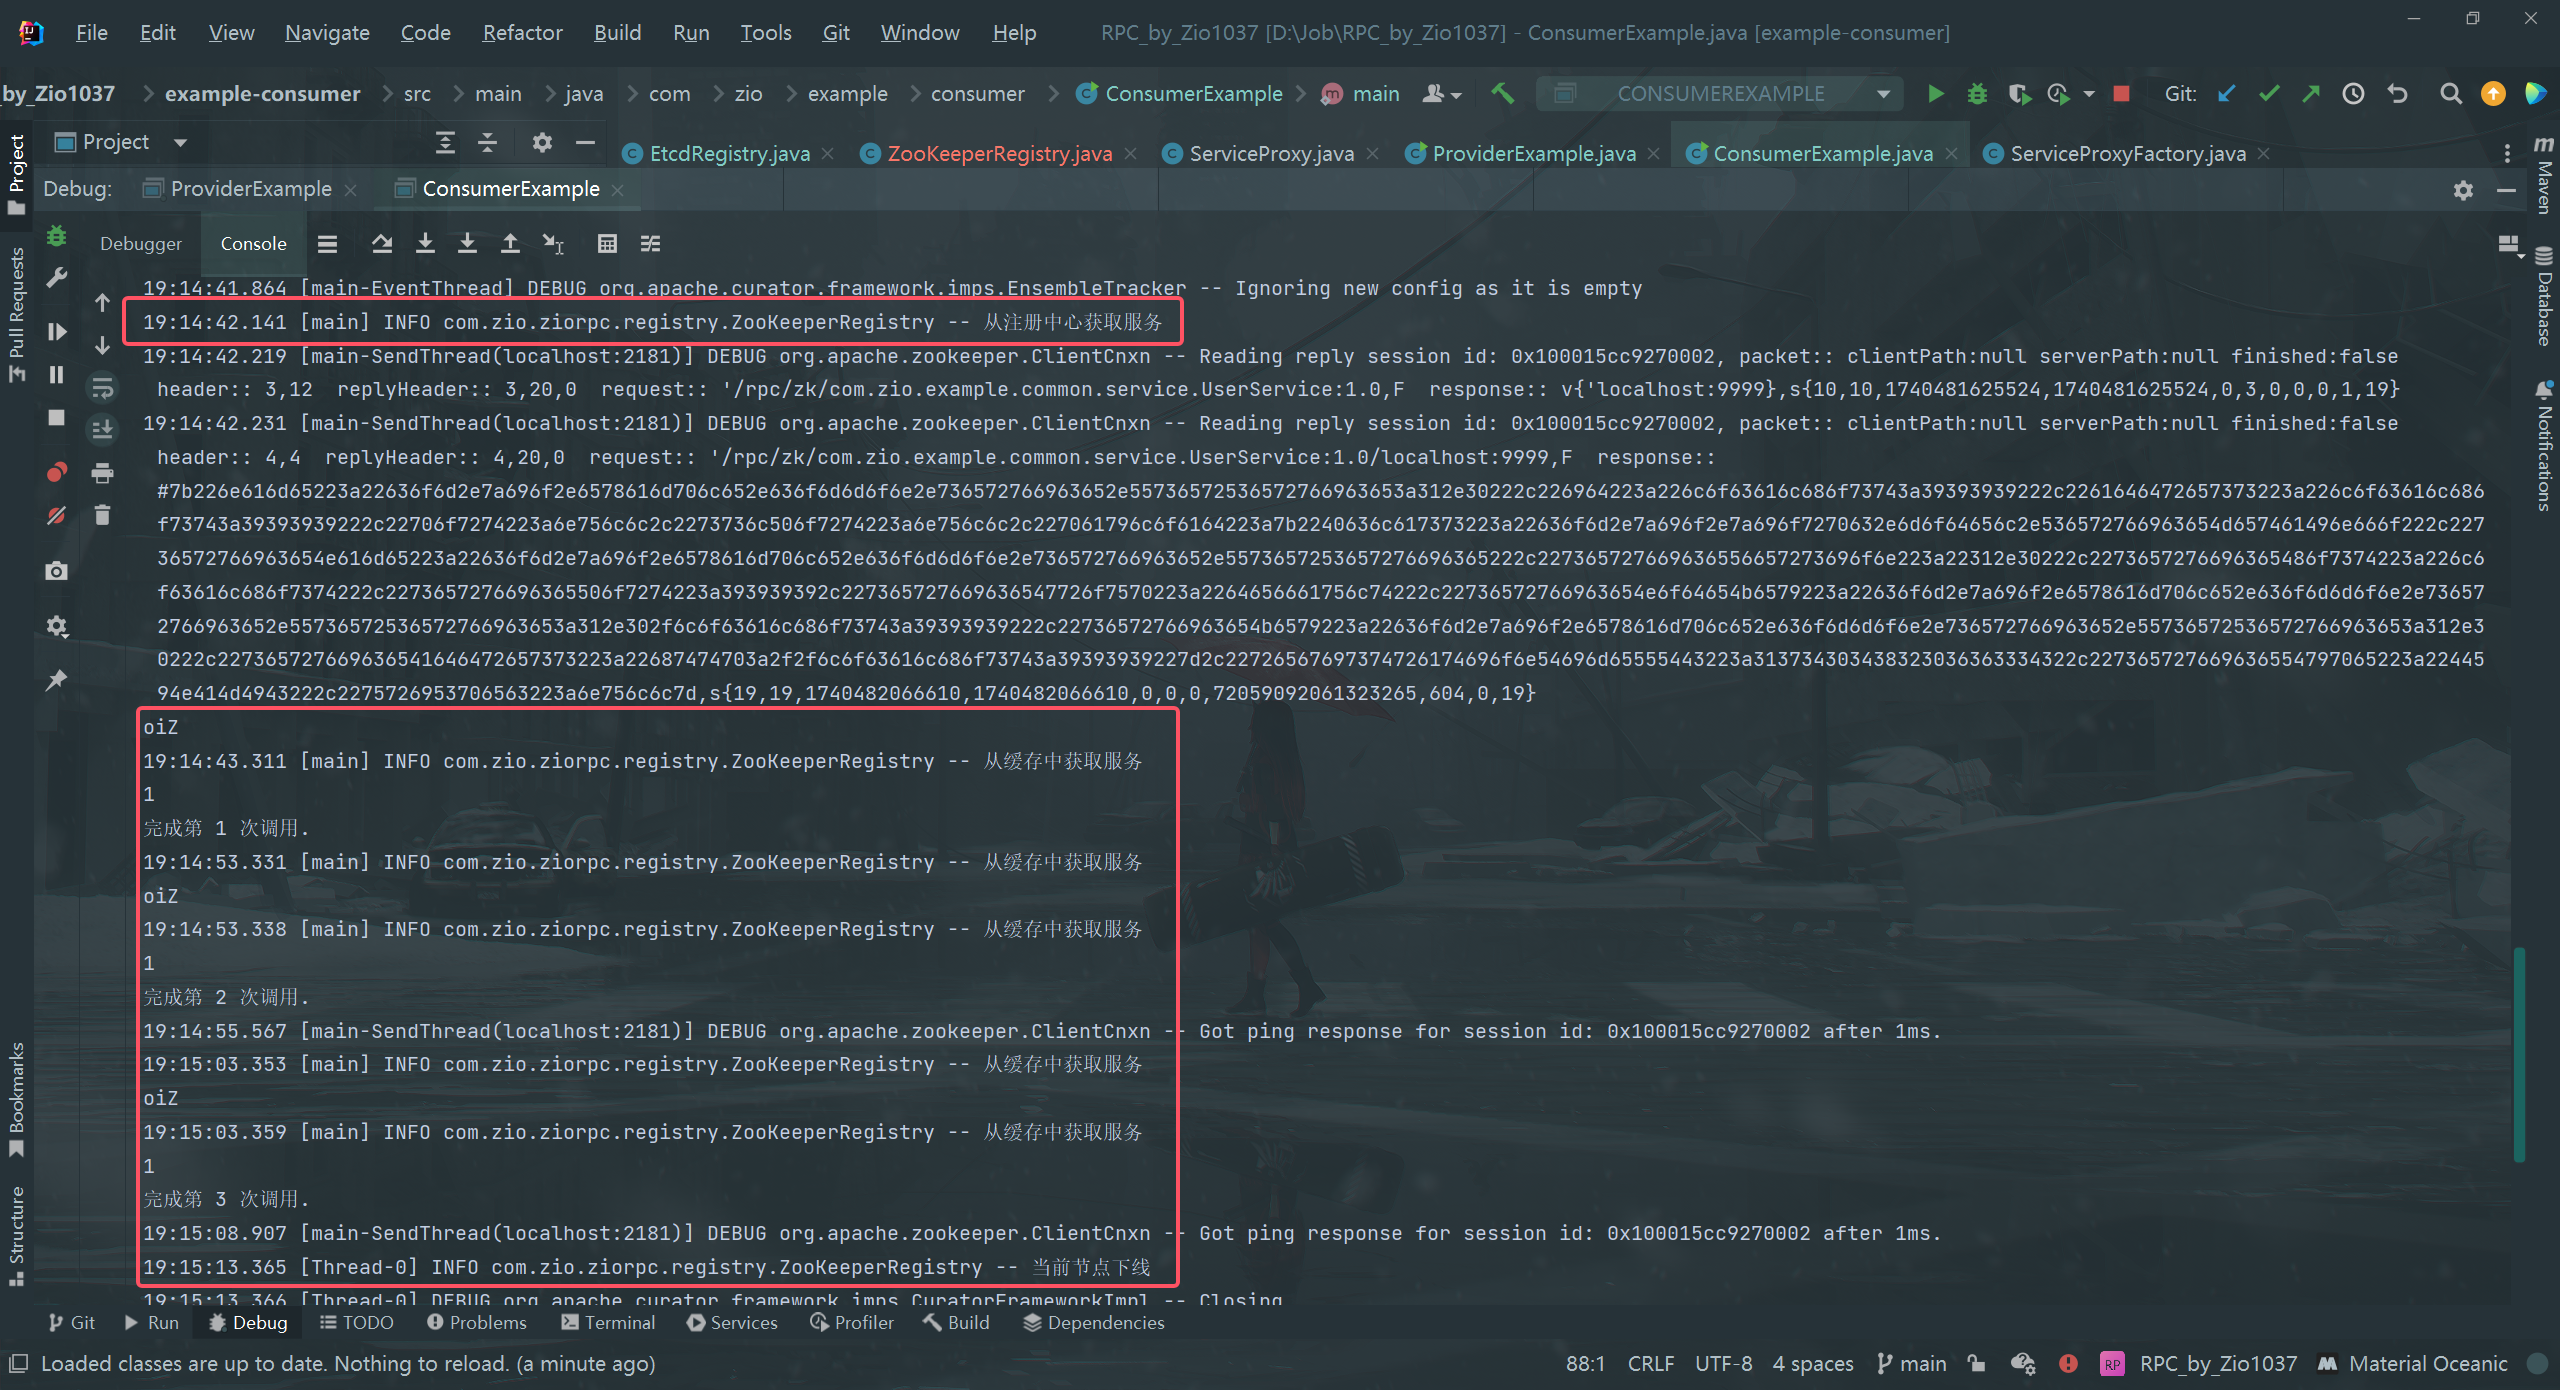 File Edit View Navigate Code Refactor Build Run Tools Git Window Help RPC_by_Zio1037 [D:\Job\RPC_by_Zio1037] - ConsumerExample.java [example-consumer]
by_Zio1037 example-consumer src main java com zio example consumer ConsumerExample main CONSUMEREXAMPLE Git:
Project EtcdRegistry.java ZooKeeperRegistry.java ServiceProxy.java ProviderExample.java ConsumerExample.java ServiceProxyFactory.java
Debug: ProviderExample ConsumerExample
Debugger Console
19:14:41.864 [main-EventThread] DEBUG org.apache.curator.framework.imps.EnsembleTracker -- Ignoring new config as it is empty
19:14:42.141 [main] INFO com.zio.ziorpc.registry.ZooKeeperRegistry -- 从注册中心获取服务
19:14:42.219 [main-SendThread(localhost:2181)] DEBUG org.apache.zookeeper.ClientCnxn -- Reading reply session id: 0x100015cc9270002, packet:: clientPath:null serverPath:null finished:false
header:: 3,12 replyHeader:: 3,20,0 request:: '/rpc/zk/com.zio.example.common.service.UserService:1.0,F response:: v{'localhost:9999},s{10,10,1740481625524,1740481625524,0,3,0,0,0,1,19}
19:14:42.231 [main-SendThread(localhost:2181)] DEBUG org.apache.zookeeper.ClientCnxn -- Reading reply session id: 0x100015cc9270002, packet:: clientPath:null serverPath:null finished:false
header:: 4,4 replyHeader:: 4,20,0 request:: '/rpc/zk/com.zio.example.common.service.UserService:1.0/localhost:9999,F response::
#7b226e616d65223a22636f6d2e7a696f2e6578616d706c652e636f6d6d6f6e2e736572766963652e55736572536572766963653a312e30222c226964223a226c6f63616c686f73743a39393939222c2261646472657373223a226c6f63616c686
f73743a39393939222c22706f7274223a6e756c6c2c2273736c506f7274223a6e756c6c2c227061796c6f6164223a7b2240636c617373223a22636f6d2e7a696f2e7a696f7270632e6d6f64656c2e536572766963654d657461496e666f222c227
36572766963654e616d65223a22636f6d2e7a696f2e6578616d706c652e636f6d6d6f6e2e736572766963652e5573657253657276696365222c227365727669636556657273696f6e223a22312e30222c2273657276696365486f7374223a226c6
f63616c686f7374222c2273657276696365506f7274223a393939392c227365727669636547726f7570223a2264656661756c74222c22736572766963654e6f64654b6579223a22636f6d2e7a696f2e6578616d706c652e636f6d6d6f6e2e73657
2766963652e55736572536572766963653a312e302f6c6f63616c686f73743a39393939222c22736572766963654b6579223a22636f6d2e7a696f2e6578616d706c652e636f6d6d6f6e2e736572766963652e55736572536572766963653a312e3
0222c2273657276696365416464726573732​23a22687474703a2f2f6c6f63616c686f73743a39393939227d2c22726567697374726174696f6e54696d65555443223a313734303438323036363334322c227365727669636554797065223a22445
94e414d4943222c2275726953706563223a6e756c6c7d,s{19,19,1740482066610,1740482066610,0,0,0,72059092061323265,604,0,19}
oiZ
19:14:43.311 [main] INFO com.zio.ziorpc.registry.ZooKeeperRegistry -- 从缓存中获取服务
1
完成第 1 次调用.
19:14:53.331 [main] INFO com.zio.ziorpc.registry.ZooKeeperRegistry -- 从缓存中获取服务
oiZ
19:14:53.338 [main] INFO com.zio.ziorpc.registry.ZooKeeperRegistry -- 从缓存中获取服务
1
完成第 2 次调用.
19:14:55.567 [main-SendThread(localhost:2181)] DEBUG org.apache.zookeeper.ClientCnxn -- Got ping response for session id: 0x100015cc9270002 after 1ms.
19:15:03.353 [main] INFO com.zio.ziorpc.registry.ZooKeeperRegistry -- 从缓存中获取服务
oiZ
19:15:03.359 [main] INFO com.zio.ziorpc.registry.ZooKeeperRegistry -- 从缓存中获取服务
1
完成第 3 次调用.
19:15:08.907 [main-SendThread(localhost:2181)] DEBUG org.apache.zookeeper.ClientCnxn -- Got ping response for session id: 0x100015cc9270002 after 1ms.
19:15:13.365 [Thread-0] INFO com.zio.ziorpc.registry.ZooKeeperRegistry -- 当前节点下线
19:15:13.366 [Thread-0] DEBUG org.apache.curator.framework.imps.CuratorFrameworkImpl -- Closing
Git Run Debug TODO Problems Terminal Services Profiler Build Dependencies
Loaded classes are up to date. Nothing to reload. (a minute ago) 88:1 CRLF UTF-8 4 spaces main RP RPC_by_Zio1037 Material Oceanic
Project
Pull Requests
Bookmarks
Structure
Maven
Database
Notifications